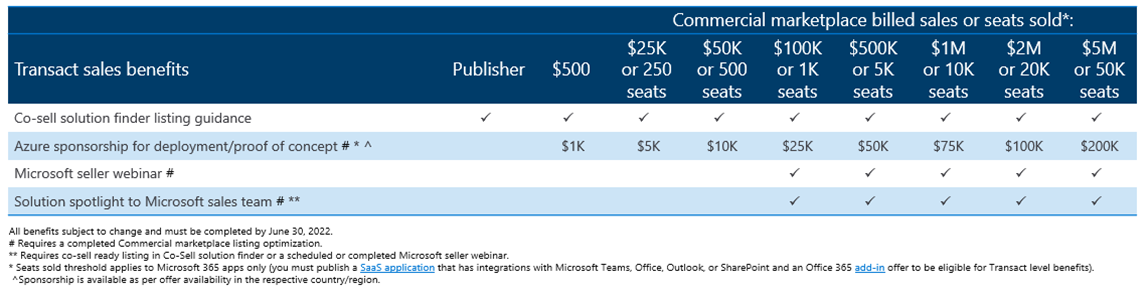 Commercial marketplace billed sales or seats sold*:
Transact sales benefits Publisher $500 $25K or 250 seats $50K or 500 seats $100K or 1K seats $500K or 5K seats $1M or 10K seats $2M or 20K seats $5M or 50K seats
Co-sell solution finder listing guidance ✓ ✓ ✓ ✓ ✓ ✓ ✓ ✓ ✓
Azure sponsorship for deployment/proof of concept # * ^ $1K $5K $10K $25K $50K $75K $100K $200K
Microsoft seller webinar # ✓ ✓ ✓ ✓ ✓
Solution spotlight to Microsoft sales team # ** ✓ ✓ ✓ ✓ ✓
All benefits subject to change and must be completed by June 30, 2022.
# Requires a completed Commercial marketplace listing optimization.
** Requires co-sell ready listing in Co-Sell solution finder or a scheduled or completed Microsoft seller webinar.
* Seats sold threshold applies to Microsoft 365 apps only (you must publish a SaaS application that has integrations with Microsoft Teams, Office, Outlook, or SharePoint and an Office 365 add-in offer to be eligible for Transact level benefits).
^Sponsorship is available as per offer availability in the respective country/region.